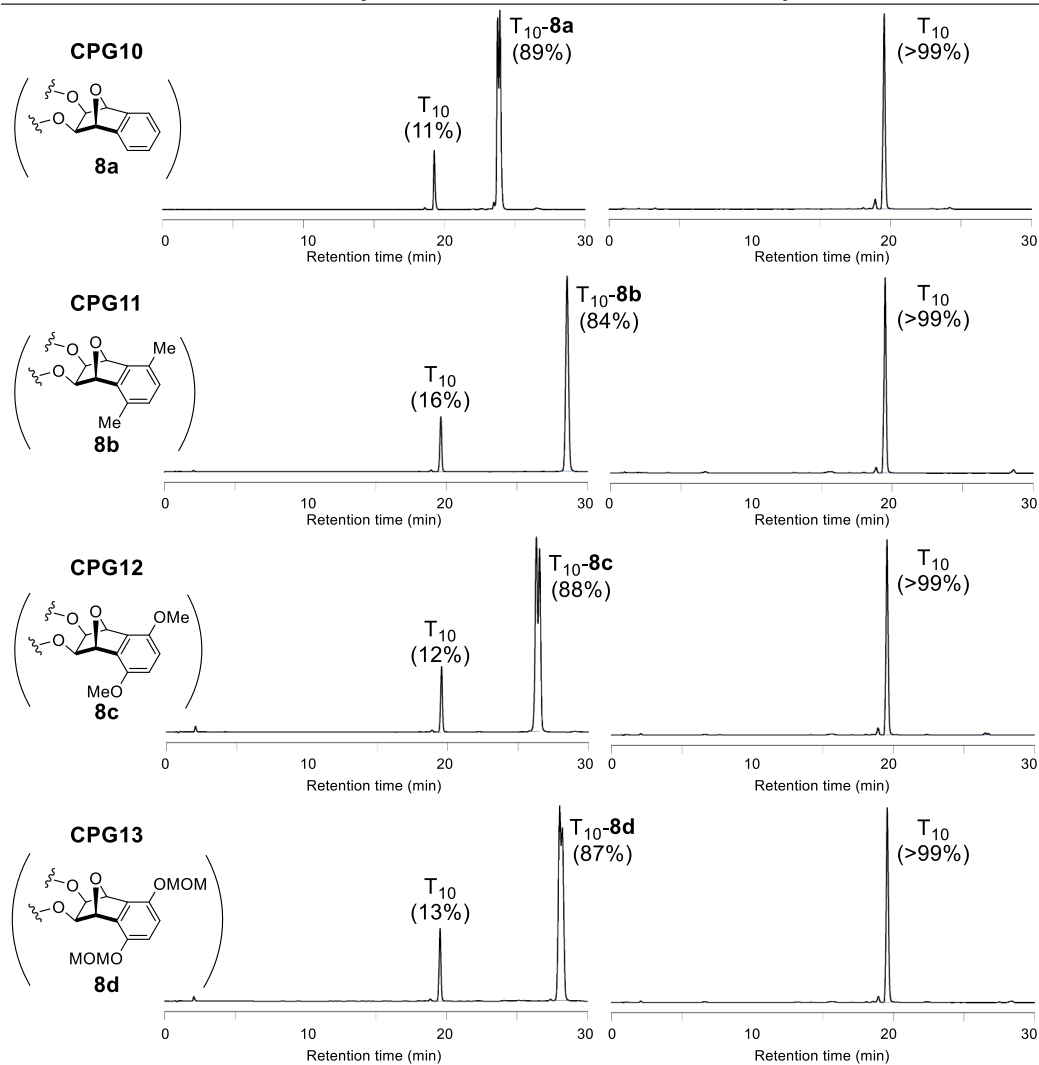 CPG10
O
O
O
8a
T10
(11%)
T10-8a
(89%)
0 10 20 30
Retention time (min)
T10
(>99%)
0 10 20 30
Retention time (min)
CPG11
O
O
O
Me
Me
8b
T10
(16%)
T10-8b
(84%)
0 10 20 30
Retention time (min)
T10
(>99%)
0 10 20 30
Retention time (min)
CPG12
O
O
O
OMe
MeO
8c
T10
(12%)
T10-8c
(88%)
0 10 20 30
Retention time (min)
T10
(>99%)
0 10 20 30
Retention time (min)
CPG13
O
O
O
OMOM
MOMO
8d
T10
(13%)
T10-8d
(87%)
0 10 20 30
Retention time (min)
T10
(>99%)
0 10 20 30
Retention time (min)